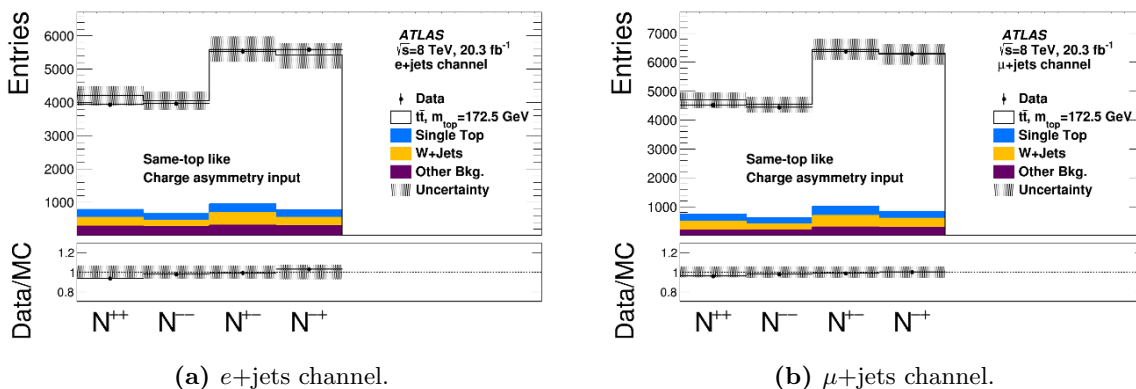 Entries
6000
5000
4000
3000
2000
1000
ATLAS
√s=8 TeV, 20.3 fb⁻¹
e+jets channel
Data
tt̄, m_top=172.5 GeV
Single Top
W+Jets
Other Bkg.
Uncertainty
Same-top like
Charge asymmetry input
Data/MC
1.2
1
0.8
N⁺⁺ N⁻⁻ N⁺⁻ N⁻⁺
(a) e+jets channel.
Entries
7000
6000
5000
4000
3000
2000
1000
ATLAS
√s=8 TeV, 20.3 fb⁻¹
μ+jets channel
Data
tt̄, m_top=172.5 GeV
Single Top
W+Jets
Other Bkg.
Uncertainty
Same-top like
Charge asymmetry input
Data/MC
1.2
1
0.8
N⁺⁺ N⁻⁻ N⁺⁻ N⁻⁺
(b) μ+jets channel.